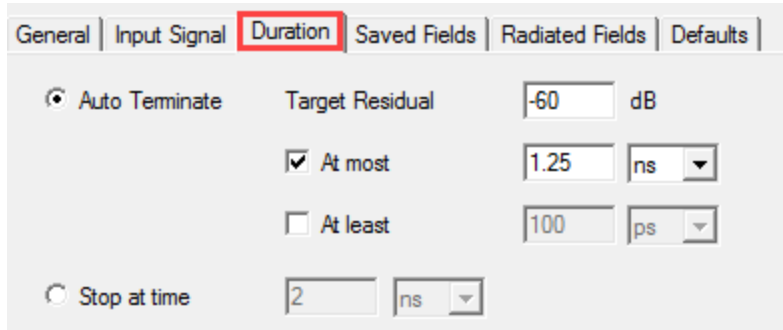 General Input Signal Duration Saved Fields Radiated Fields Defaults
Auto Terminate Target Residual -60 dB
At most 1.25 ns
At least 100 ps
Stop at time 2 ns